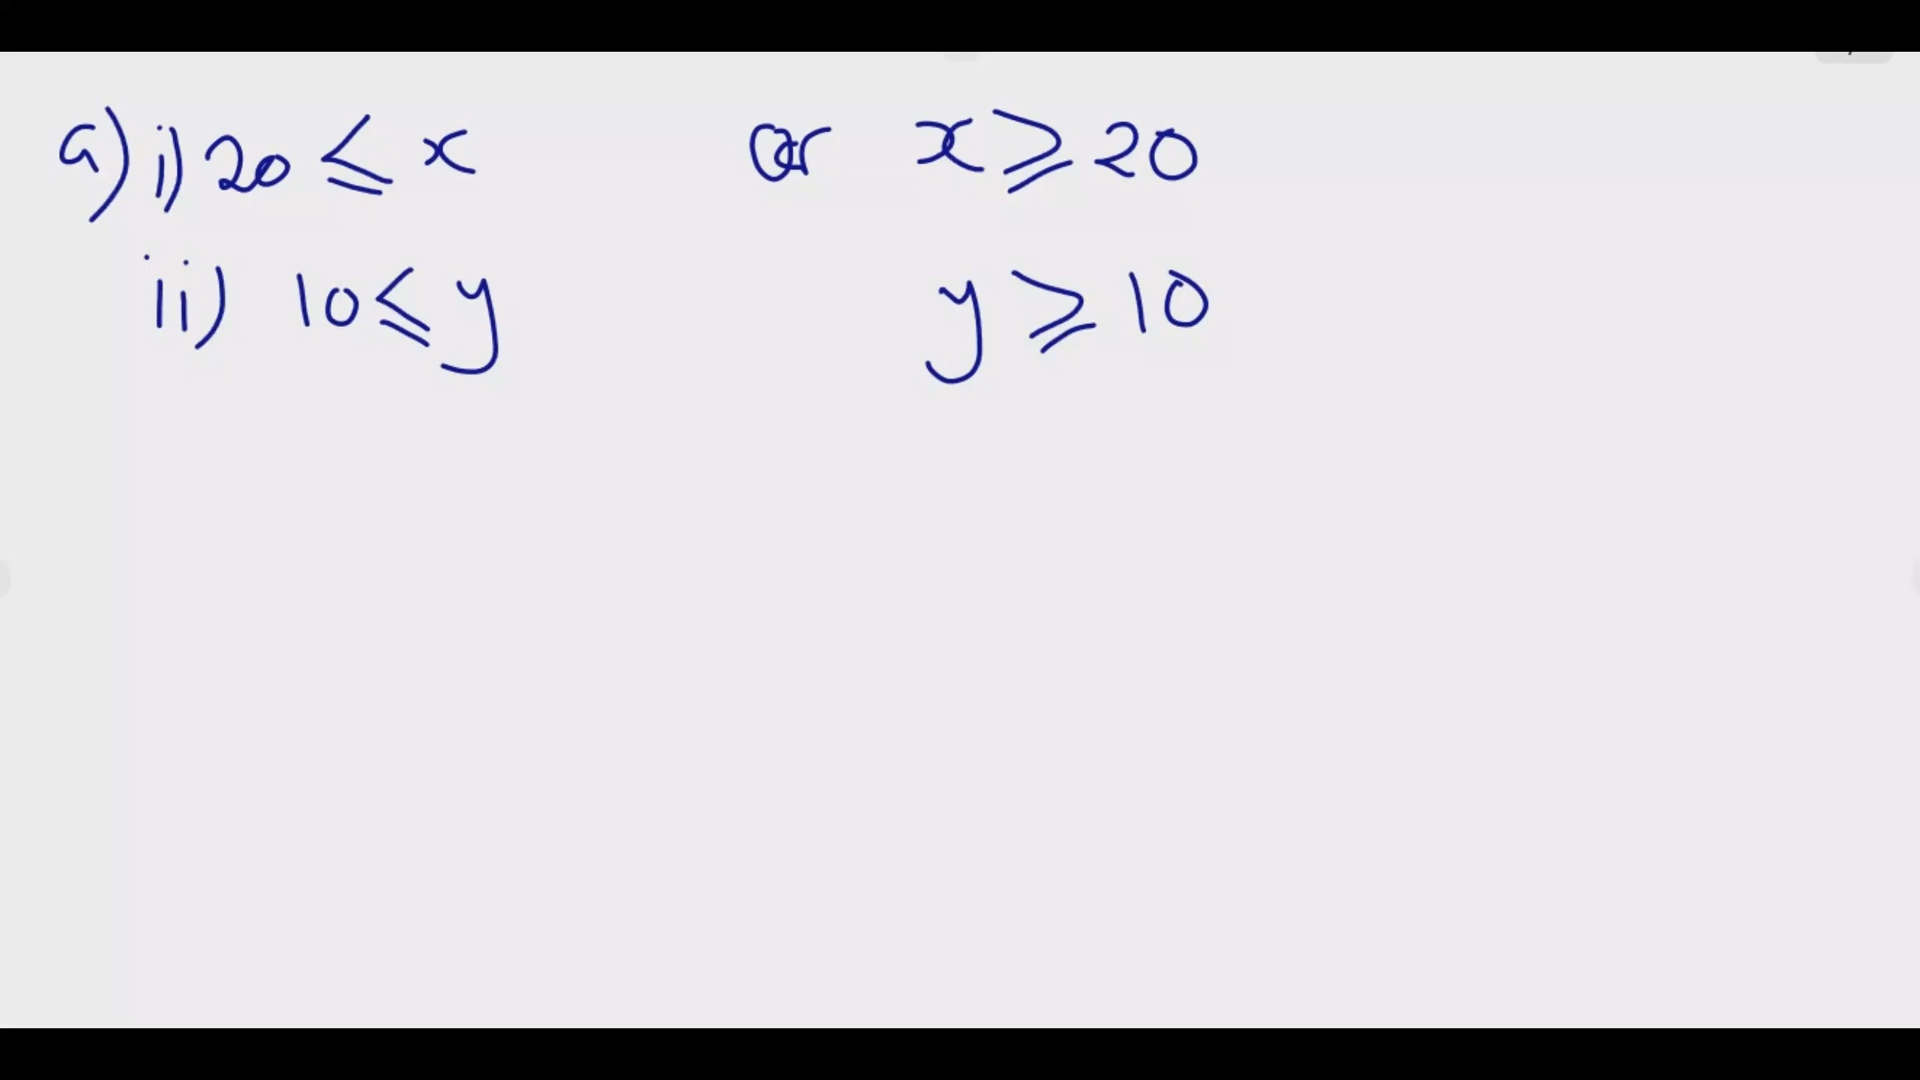 a) i) 20 ≤ x or x ≥ 20
ii) 10 ≤ y y ≥ 10